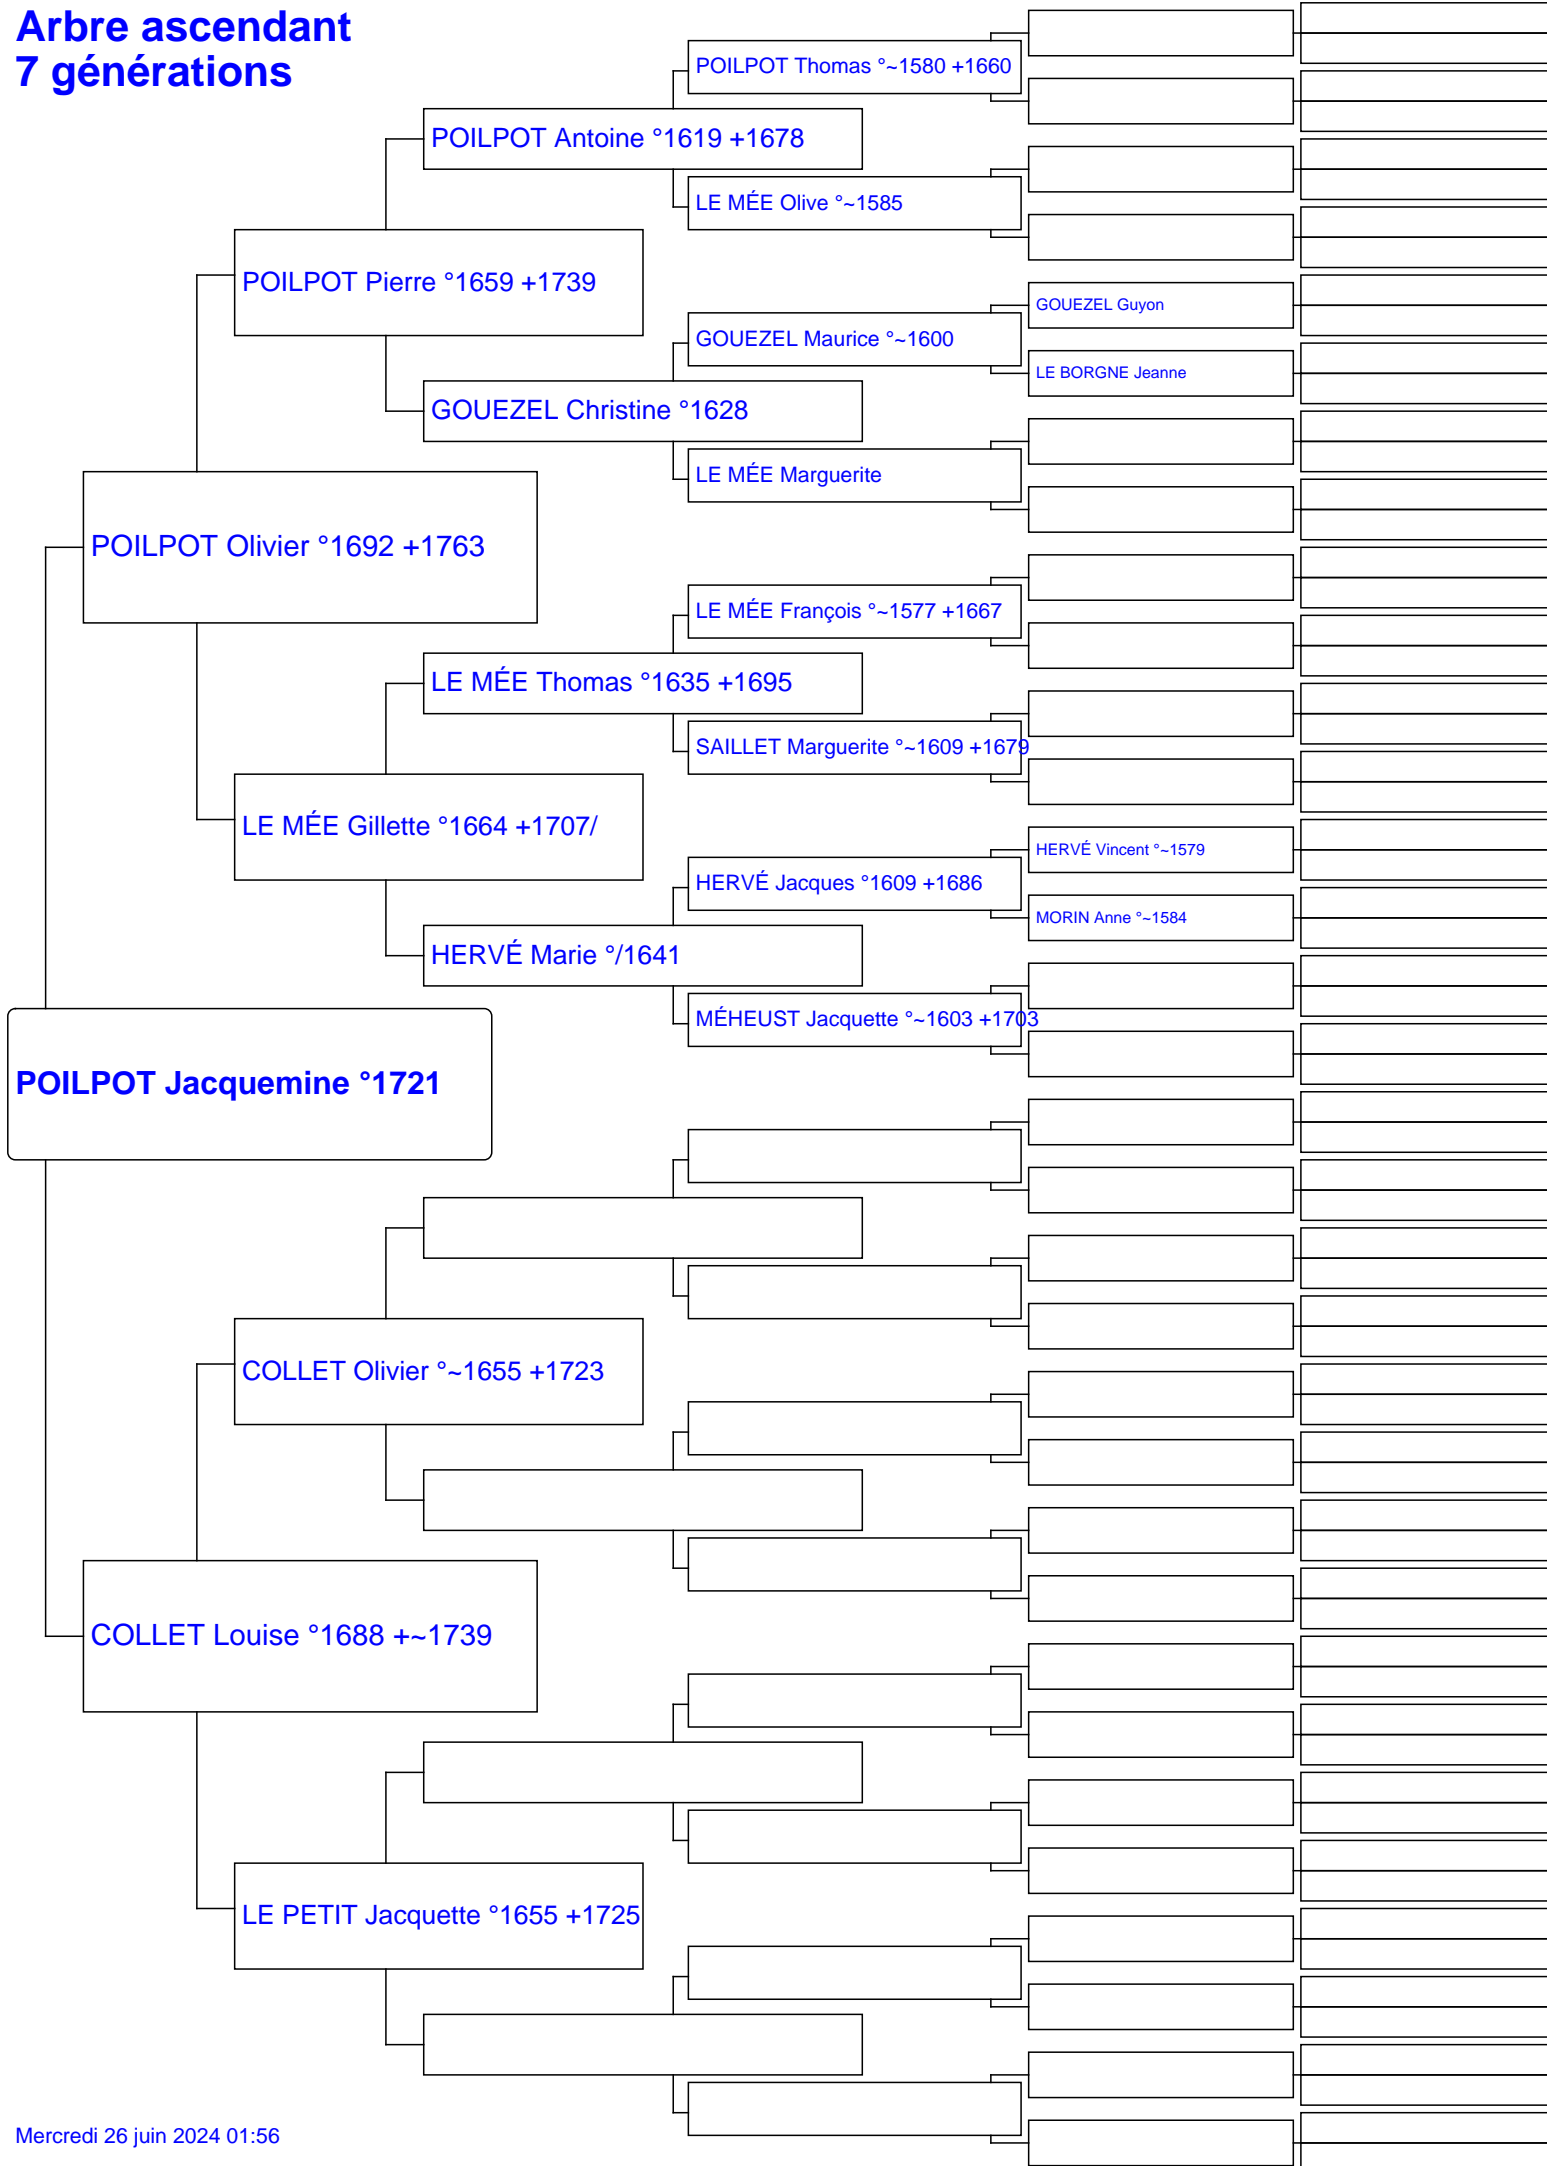 Arbre ascendant
7 générations
POILPOT Thomas °~1580 +1660
POILPOT Antoine °1619 +1678
LE MÉE Olive °~1585
POILPOT Pierre °1659 +1739
GOUEZEL Guyon
GOUEZEL Maurice °~1600
LE BORGNE Jeanne
GOUEZEL Christine °1628
LE MÉE Marguerite
POILPOT Olivier °1692 +1763
LE MÉE François °~1577 +1667
LE MÉE Thomas °1635 +1695
SAILLET Marguerite °~1609 +1679
LE MÉE Gillette °1664 +1707/
HERVÉ Vincent °~1579
HERVÉ Jacques °1609 +1686
MORIN Anne °~1584
HERVÉ Marie °/1641
MÉHEUST Jacquette °~1603 +1703
POILPOT Jacquemine °1721
COLLET Olivier °~1655 +1723
COLLET Louise °1688 +~1739
LE PETIT Jacquette °1655 +1725
Mercredi 26 juin 2024 01:56